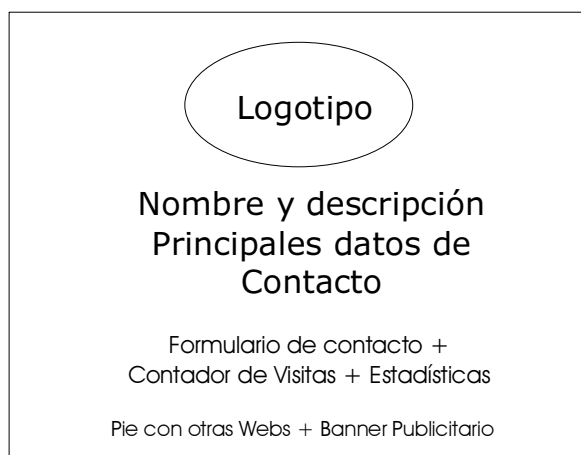 Logotipo
Nombre y descripción
Principales datos de
Contacto
Formulario de contacto +
Contador de Visitas + Estadísticas
Pie con otras Webs + Banner Publicitario